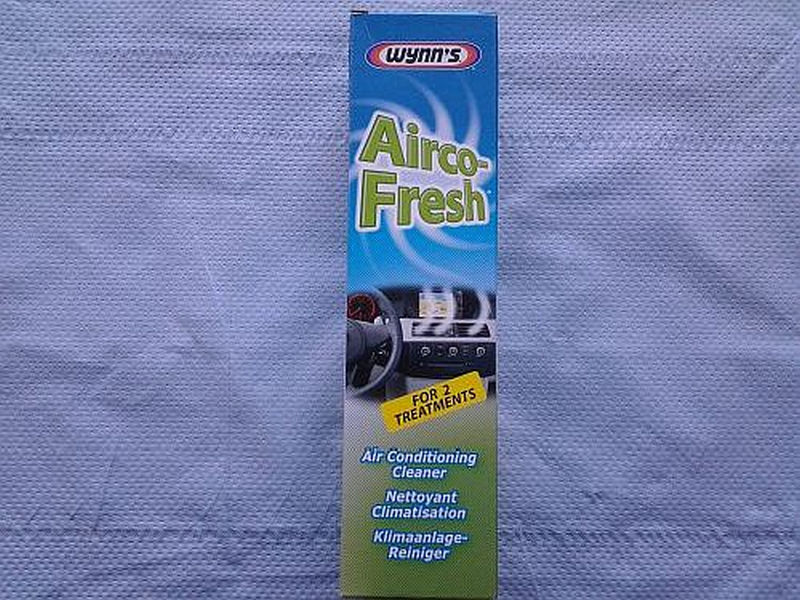 WYNN'S
Airco-
Fresh
FOR 2
TREATMENTS
Air Conditioning
Cleaner
Nettoyant
Climatisation
Klimaanlage-
Reiniger